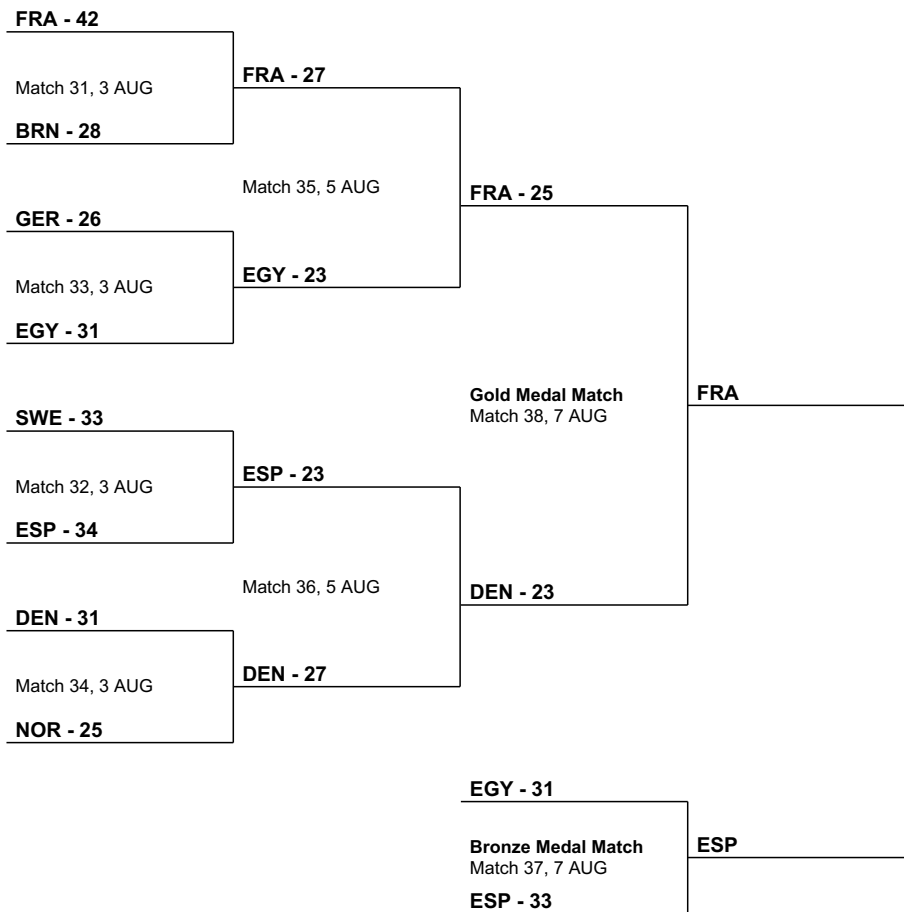 FRA - 42
Match 31, 3 AUG
BRN - 28
GER - 26
Match 33, 3 AUG
EGY - 31
SWE - 33
Match 32, 3 AUG
ESP - 34
DEN - 31
Match 34, 3 AUG
NOR - 25
FRA - 27
Match 35, 5 AUG
EGY - 23
ESP - 23
Match 36, 5 AUG
DEN - 27
FRA - 25
Gold Medal Match
Match 38, 7 AUG
DEN - 23
FRA
EGY - 31
Bronze Medal Match
Match 37, 7 AUG
ESP - 33
ESP